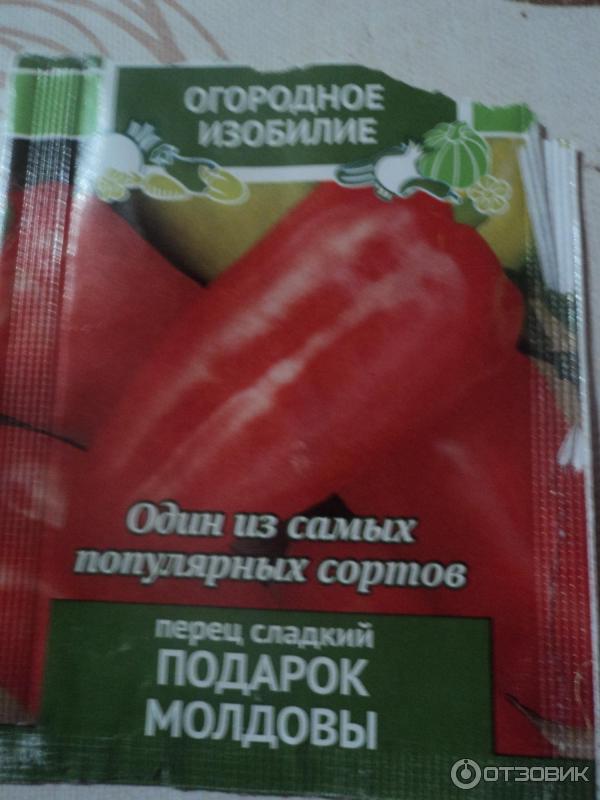 ОГОРОДНОЕ
ИЗОБИЛИЕ
Один из самых
популярных сортов
перец сладкий
ПОДАРОК
МОЛДОВЫ
ОТЗОВИК